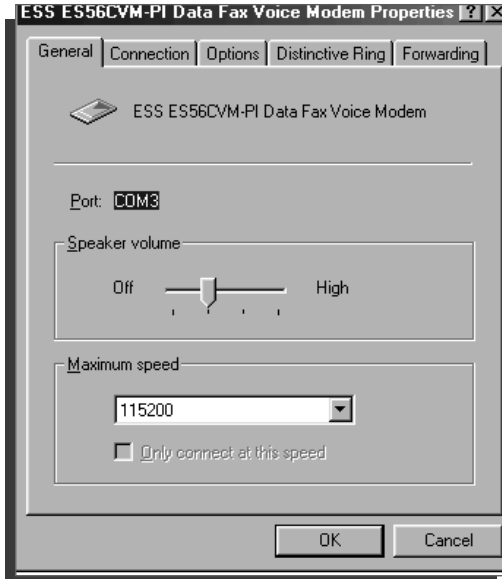 ESS ES56CVM-PI Data Fax Voice Modem Properties ? X
General Connection Options Distinctive Ring Forwarding
ESS ES56CVM-PI Data Fax Voice Modem
Port: COM3
Speaker volume
Off High
Maximum speed
115200
Only connect at this speed
OK Cancel